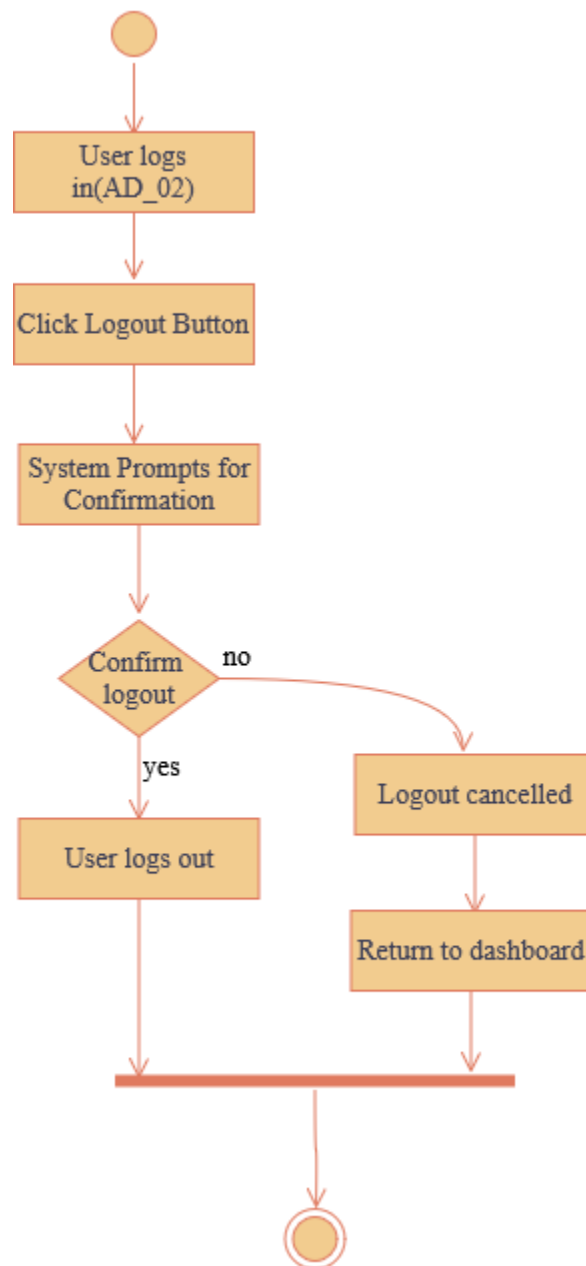 User logs
in(AD_02)
Click Logout Button
System Prompts for
Confirmation
Confirm
logout
no
yes
Logout cancelled
User logs out
Return to dashboard